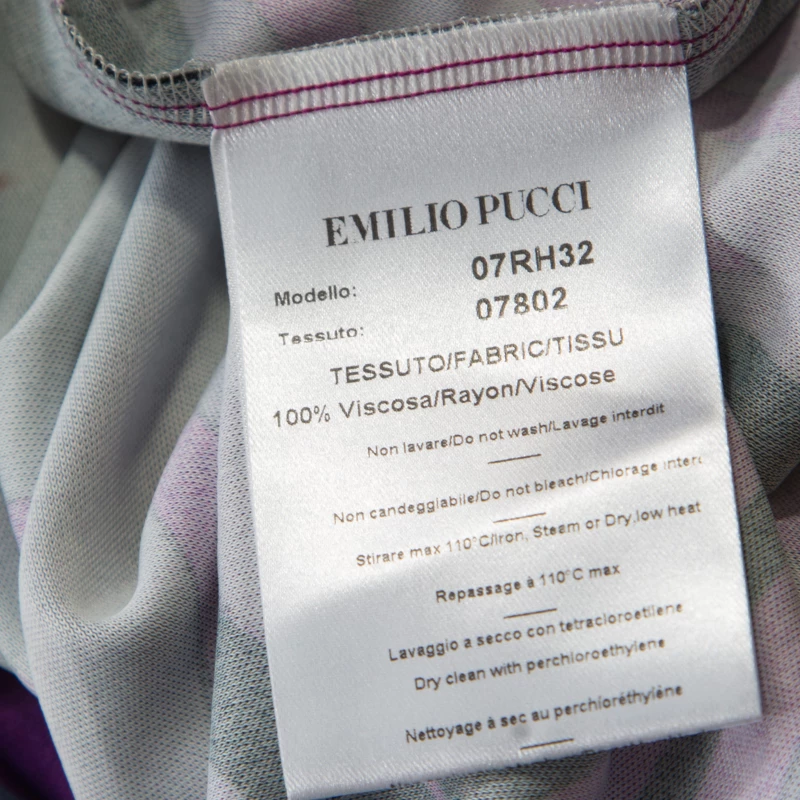 EMILIO PUCCI
Modello: 07RH32
Tessuto: 07802
TESSUTO/FABRIC/TISSU
100% Viscosa/Rayon/Viscose
Non lavare/Do not wash/Lavage interdit
Non candeggiabile/Do not bleach/Chlorage
Stirare max 110°C/Iron, Steam or Dry,low heat
Repassage à 110°C max
Lavaggio a secco con tetracloroetilene
Dry clean with perchloroethylene
Nettoyage à sec au perchloréthylène